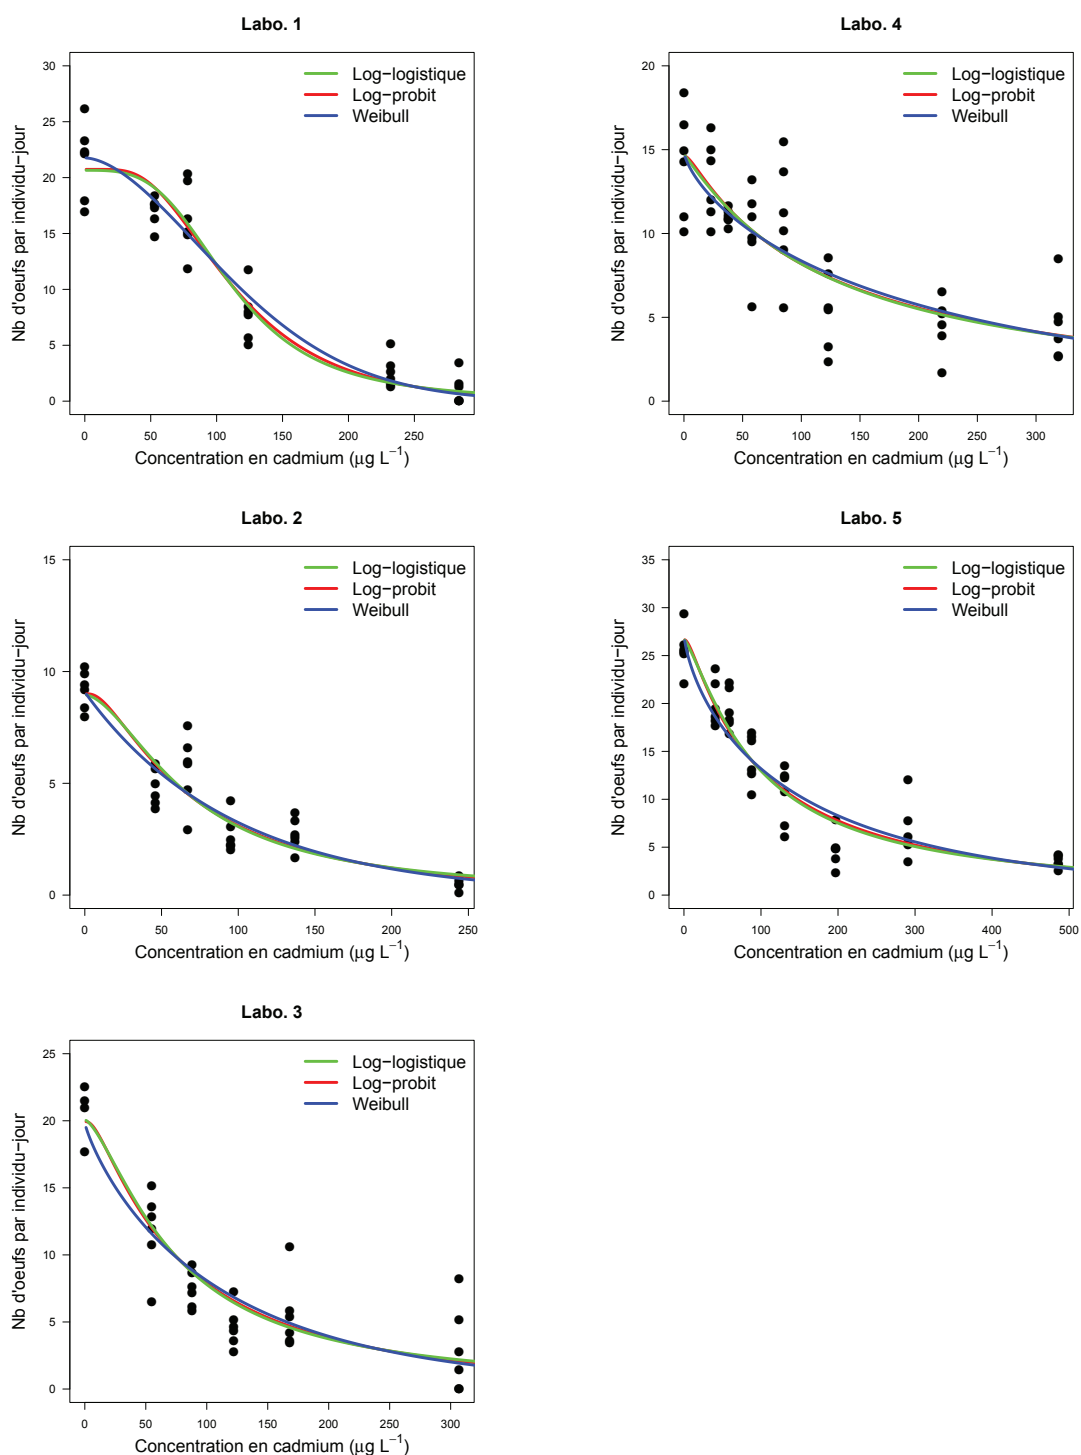 Labo. 1
Nb d'oeufs par individu−jour
30
25
20
15
10
5
0
Log−logistique
Log−probit
Weibull
0 50 100 150 200 250
Concentration en cadmium (μg L−1)
Labo. 4
Nb d'oeufs par individu−jour
20
15
10
5
0
Log−logistique
Log−probit
Weibull
0 50 100 150 200 250 300
Concentration en cadmium (μg L−1)
Labo. 2
Nb d'oeufs par individu−jour
15
10
5
0
Log−logistique
Log−probit
Weibull
0 50 100 150 200 250
Concentration en cadmium (μg L−1)
Labo. 5
Nb d'oeufs par individu−jour
35
30
25
20
15
10
5
0
Log−logistique
Log−probit
Weibull
0 100 200 300 400 500
Concentration en cadmium (μg L−1)
Labo. 3
Nb d'oeufs par individu−jour
25
20
15
10
5
0
Log−logistique
Log−probit
Weibull
0 50 100 150 200 250 300
Concentration en cadmium (μg L−1)